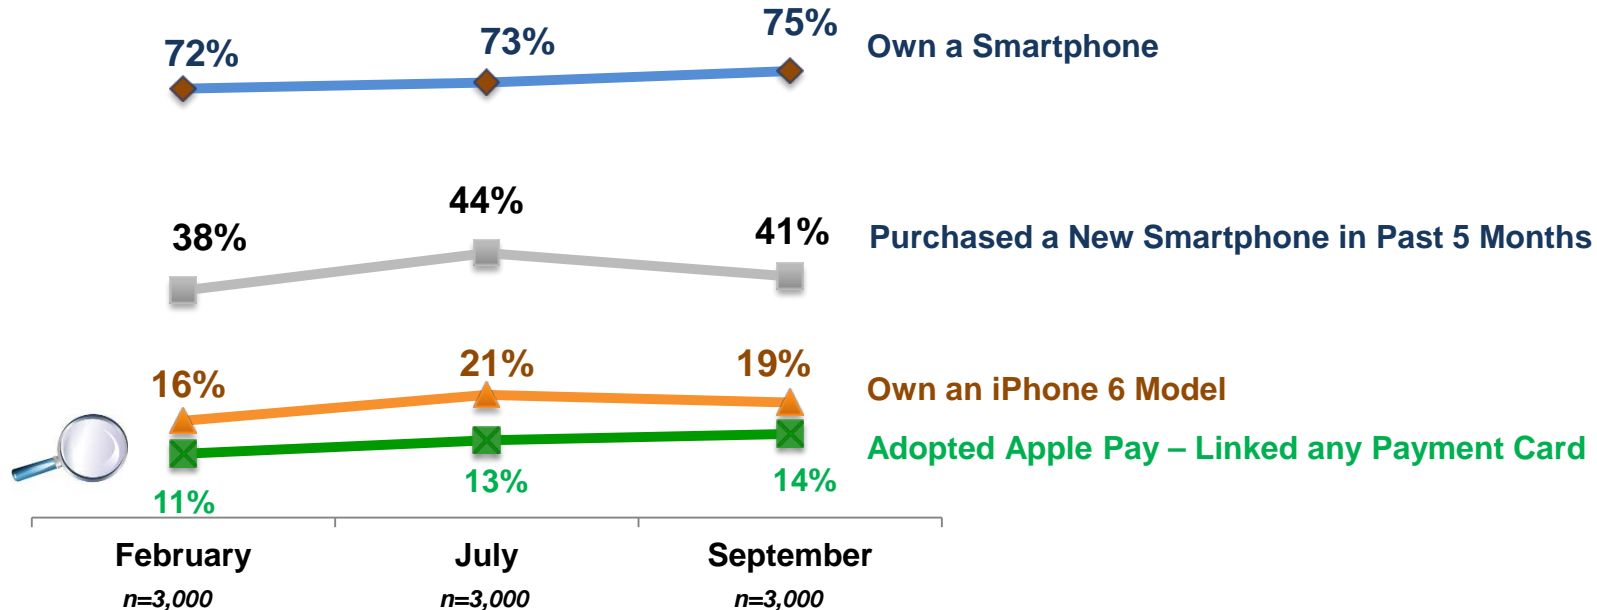 72%
73%
75%
Own a Smartphone
38%
44%
41%
Purchased a New Smartphone in Past 5 Months
16%
21%
19%
Own an iPhone 6 Model
Adopted Apple Pay – Linked any Payment Card
11%
13%
14%
February
July
September
n=3,000
n=3,000
n=3,000